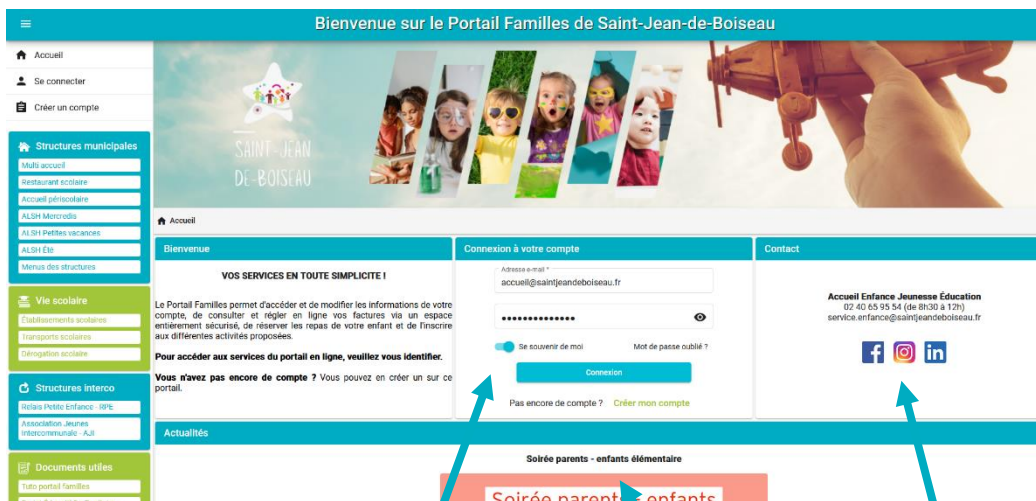 Bienvenue sur le Portail Familles de Saint-Jean-de-Boiseau
Accueil
Se connecter
Créer un compte
Structures municipales
Multi accueil
Restaurant scolaire
Accueil périscolaire
ALSH Mercredis
ALSH Petites vacances
ALSH Été
Menus des structures
Vie scolaire
Établissements scolaires
Transports scolaires
Dérogation scolaire
Structures interco
Relais Petite Enfance - RPE
Association Jeunes
Intercommunale - AJI
Documents utiles
Tuto portail familles
SAINT-JEAN
DE-BOISEAU
Accueil
Bienvenue
VOS SERVICES EN TOUTE SIMPLICITE !
Le Portail Familles permet d'accéder et de modifier les informations de votre
compte, de consulter et régler en ligne vos factures via un espace
entièrement sécurisé, de réserver les repas de votre enfant et de l'inscrire
aux différentes activités proposées.
Pour accéder aux services du portail en ligne, veuillez vous identifier.
Vous n'avez pas encore de compte ? Vous pouvez en créer un sur ce
portail.
Connexion à votre compte
Adresse e-mail *
accueil@saintjeandeboiseau.fr
••••••••••••••
Se souvenir de moi
Mot de passe oublié ?
Connexion
Pas encore de compte ? Créer mon compte
Contact
Accueil Enfance Jeunesse Éducation
02 40 65 95 54 (de 8h30 à 12h)
service.enfance@saintjeandeboiseau.fr
Actualités
Soirée parents - enfants élémentaire
Soirée parents - enfants